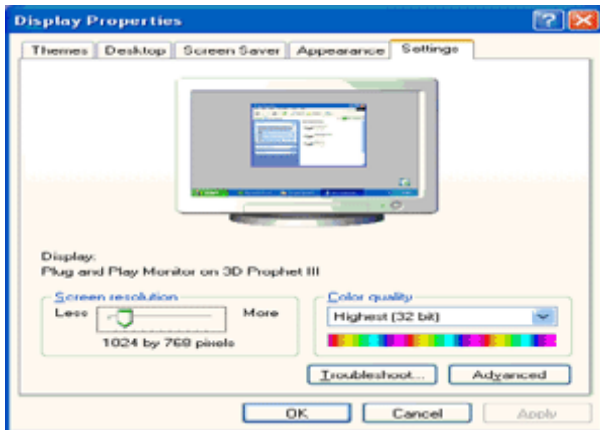 Display Properties
Themes Desktop Screen Saver Appearance Settings
Display:
Plug and Play Monitor on 3D Prophet III
Screen resolution
Less More
1024 by 768 pixels
Color quality
Highest (32 bit)
Troubleshoot... Advanced
OK Cancel Apply